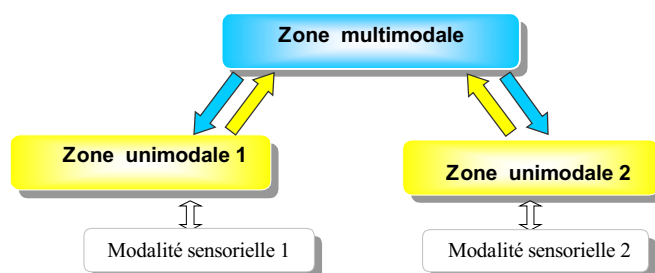 Zone multimodale
Zone unimodale 1
Zone unimodale 2
Modalité sensorielle 1
Modalité sensorielle 2